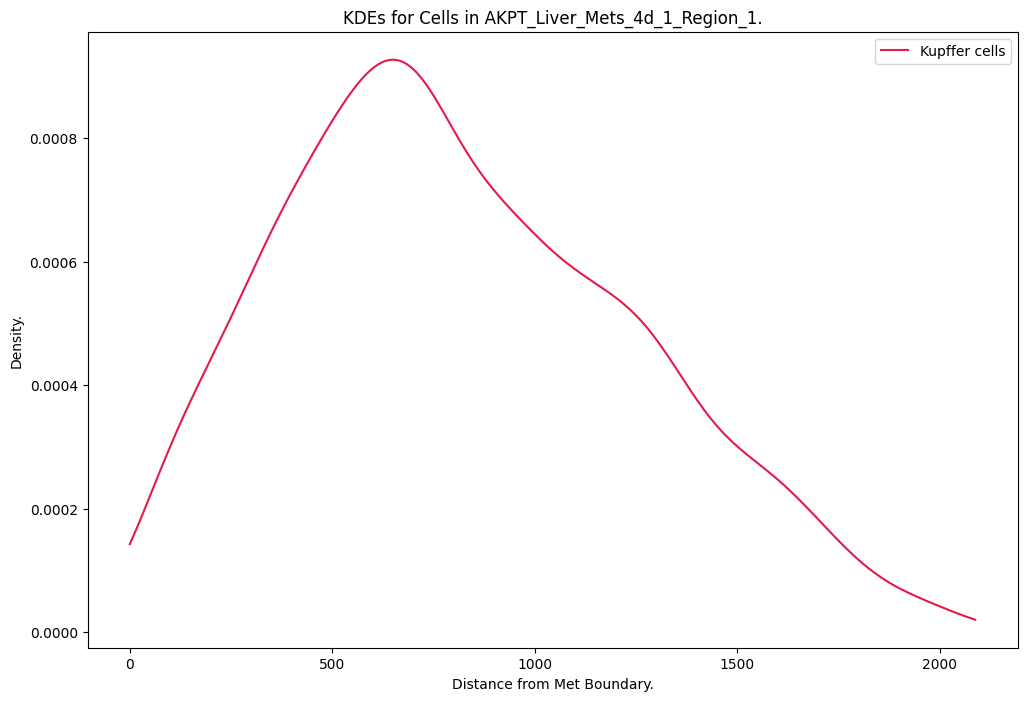 KDEs for Cells in AKPT_Liver_Mets_4d_1_Region_1.
Kupffer cells
0.0008
0.0006
0.0004
0.0002
0.0000
Density.
0
500
1000
1500
2000
Distance from Met Boundary.